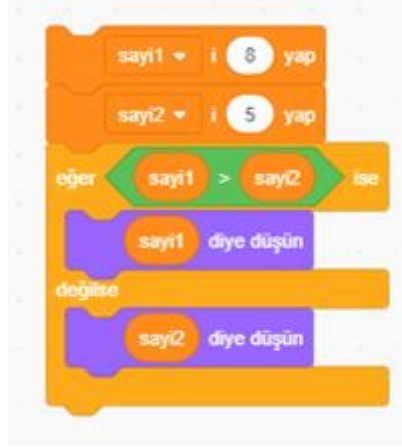 sayi1 i 8 yap
sayi2 i 5 yap
eğer sayi1 > sayi2 ise
sayi1 diye düşün
değilse
sayi2 diye düşün